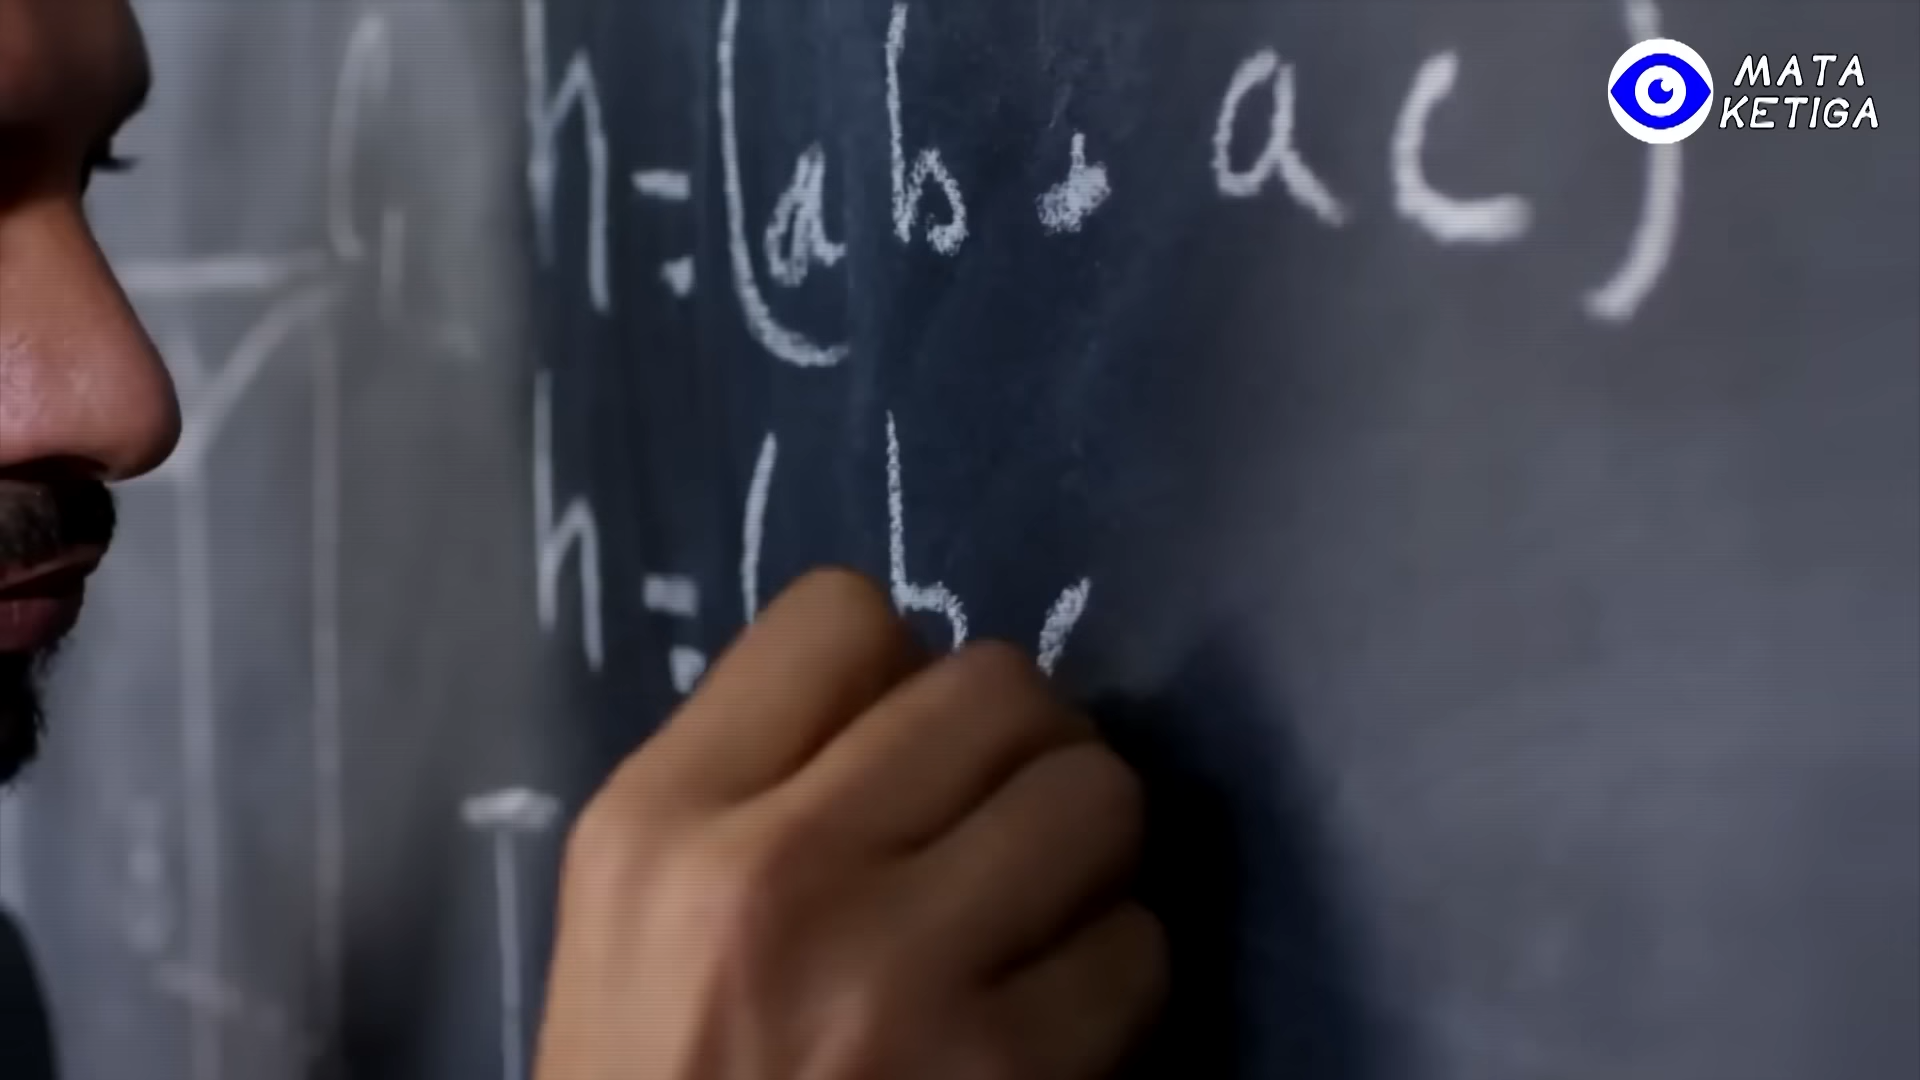 MATA
KETIGA
h = (ab · ac)
h = (b